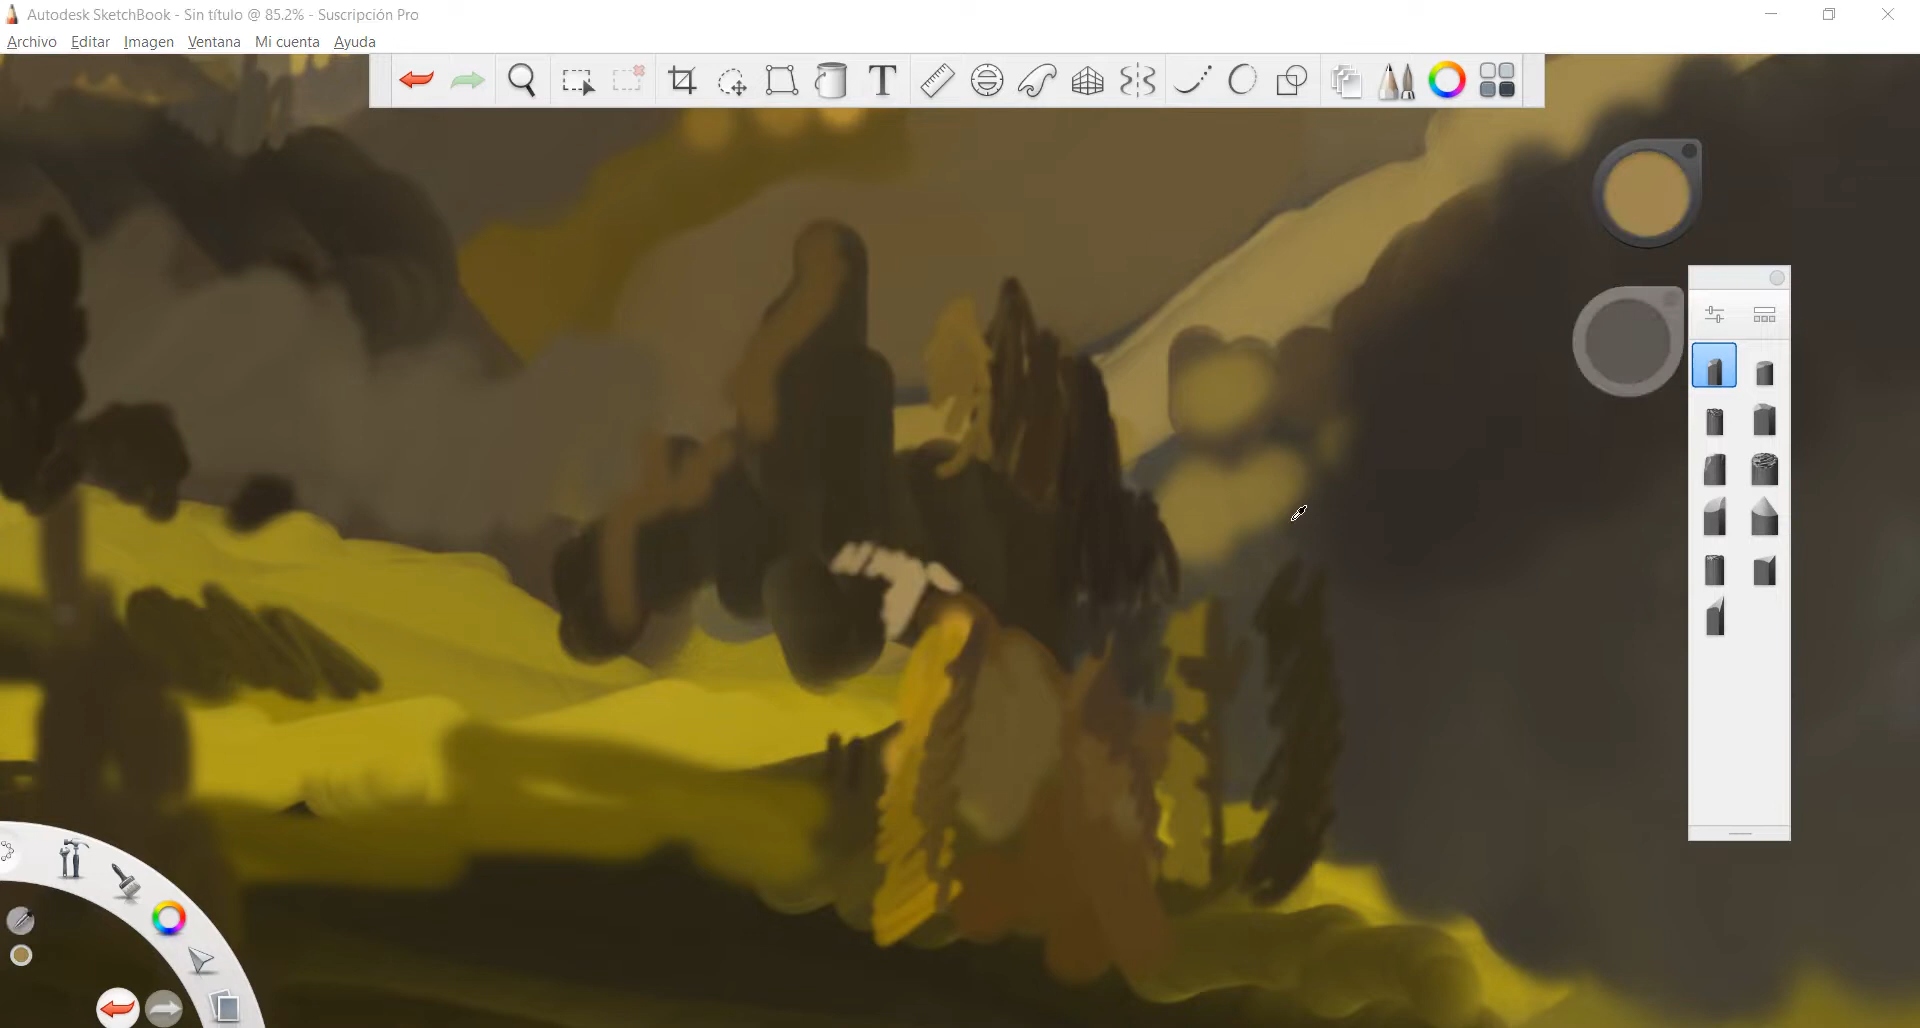 Autodesk SketchBook - Sin título @ 85.2% - Suscripción Pro
Archivo Editar Imagen Ventana Mi cuenta Ayuda
T